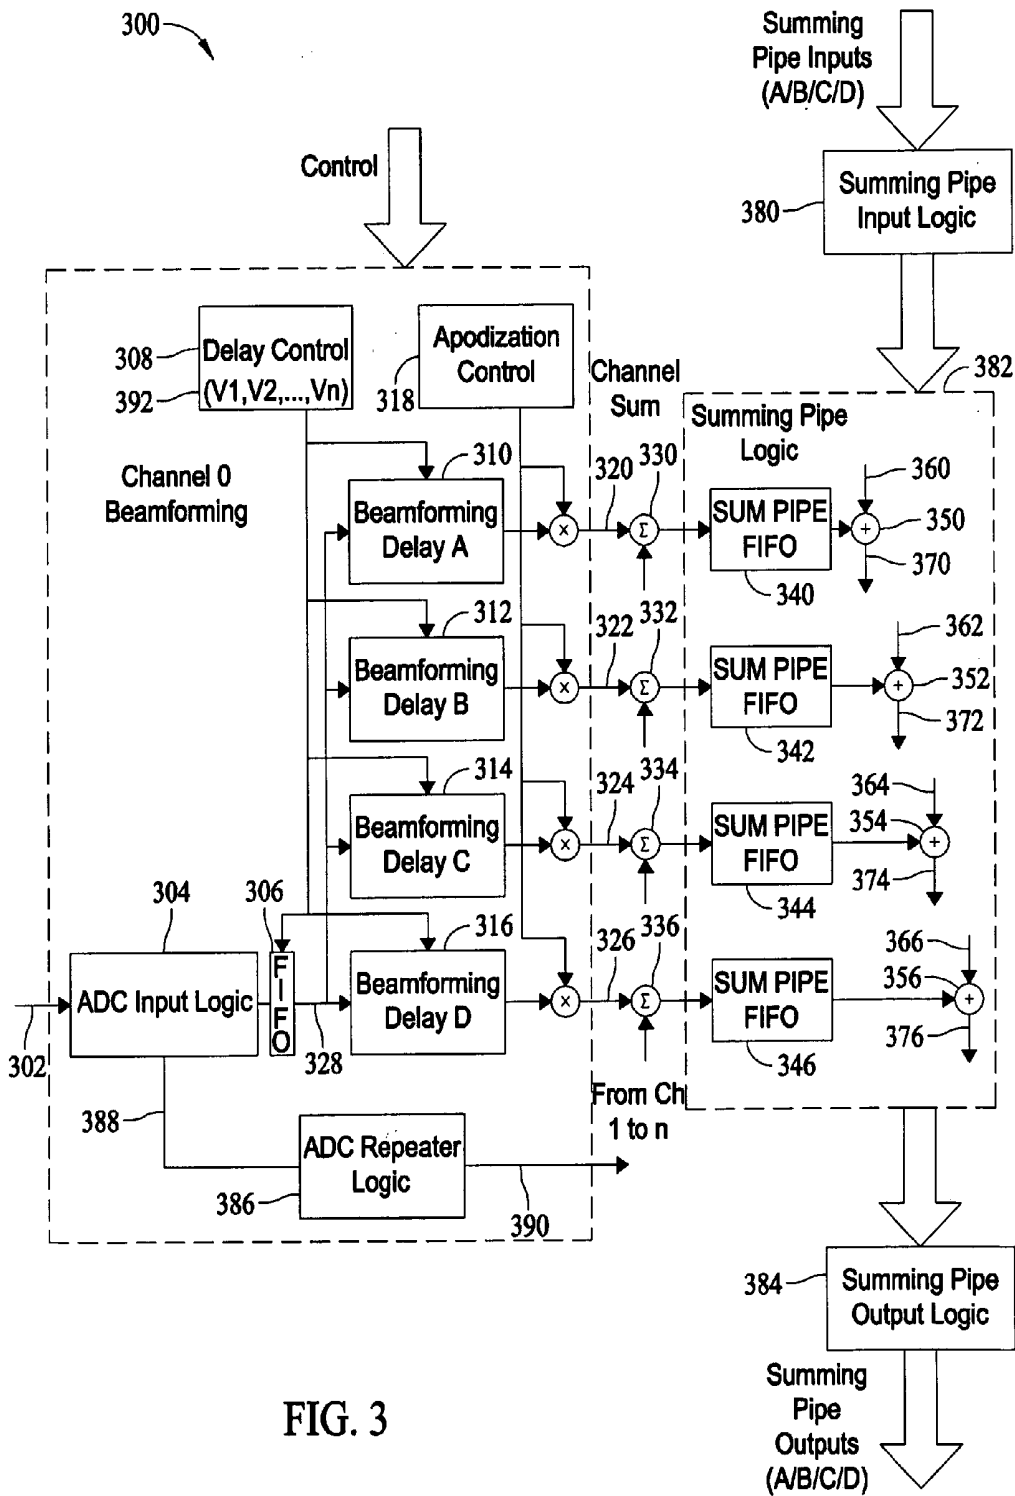 300
Summing
Pipe Inputs
(A/B/C/D)
Control
380
Summing Pipe
Input Logic
308
392
Delay Control
(V1,V2,...,Vn)
318
Apodization
Control
Channel
Sum
382
Summing Pipe
Logic
Channel 0
Beamforming
310
Beamforming
Delay A
×
320
330
Σ
SUM PIPE
FIFO
340
360
+
350
370
312
Beamforming
Delay B
×
322
332
Σ
SUM PIPE
FIFO
342
362
+
352
372
314
Beamforming
Delay C
×
324
334
Σ
SUM PIPE
FIFO
344
364
354
+
374
304
306
316
ADC Input Logic
FIFO
302
328
Beamforming
Delay D
×
326
336
Σ
SUM PIPE
FIFO
346
366
356
+
376
388
ADC Repeater
Logic
386
390
From Ch
1 to n
384
Summing Pipe
Output Logic
Summing
Pipe
Outputs
(A/B/C/D)
FIG. 3